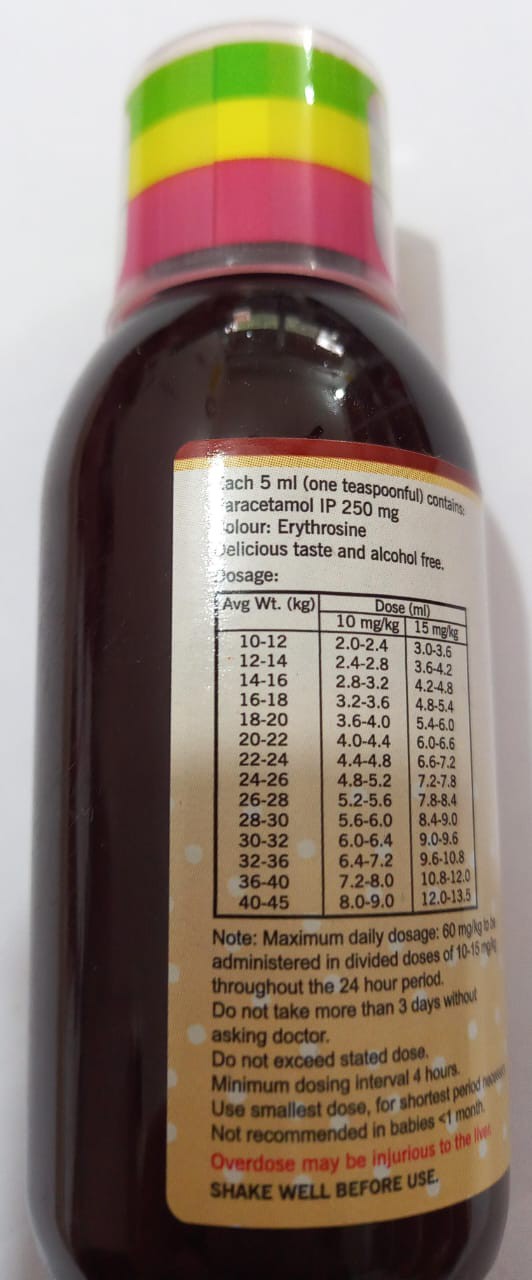 ach 5 ml (one teaspoonful) contains:
aracetamol IP 250 mg
olour: Erythrosine
elicious taste and alcohol free.
osage:
Avg Wt. (kg) Dose (ml)
10 mg/kg 15 mg/kg
10-12 2.0-2.4 3.0-3.6
12-14 2.4-2.8 3.6-4.2
14-16 2.8-3.2 4.2-4.8
16-18 3.2-3.6 4.8-5.4
18-20 3.6-4.0 5.4-6.0
20-22 4.0-4.4 6.0-6.6
22-24 4.4-4.8 6.6-7.2
24-26 4.8-5.2 7.2-7.8
26-28 5.2-5.6 7.8-8.4
28-30 5.6-6.0 8.4-9.0
30-32 6.0-6.4 9.0-9.6
32-36 6.4-7.2 9.6-10.8
36-40 7.2-8.0 10.8-12.0
40-45 8.0-9.0 12.0-13.5
Note: Maximum daily dosage: 60 mg/kg to be
administered in divided doses of 10-15 mg/kg
throughout the 24 hour period.
Do not take more than 3 days without
asking doctor.
Do not exceed stated dose.
Minimum dosing interval 4 hours.
Use smallest dose, for shortest period
Not recommended in babies <1 month.
Overdose may be injurious to the liver
SHAKE WELL BEFORE USE.